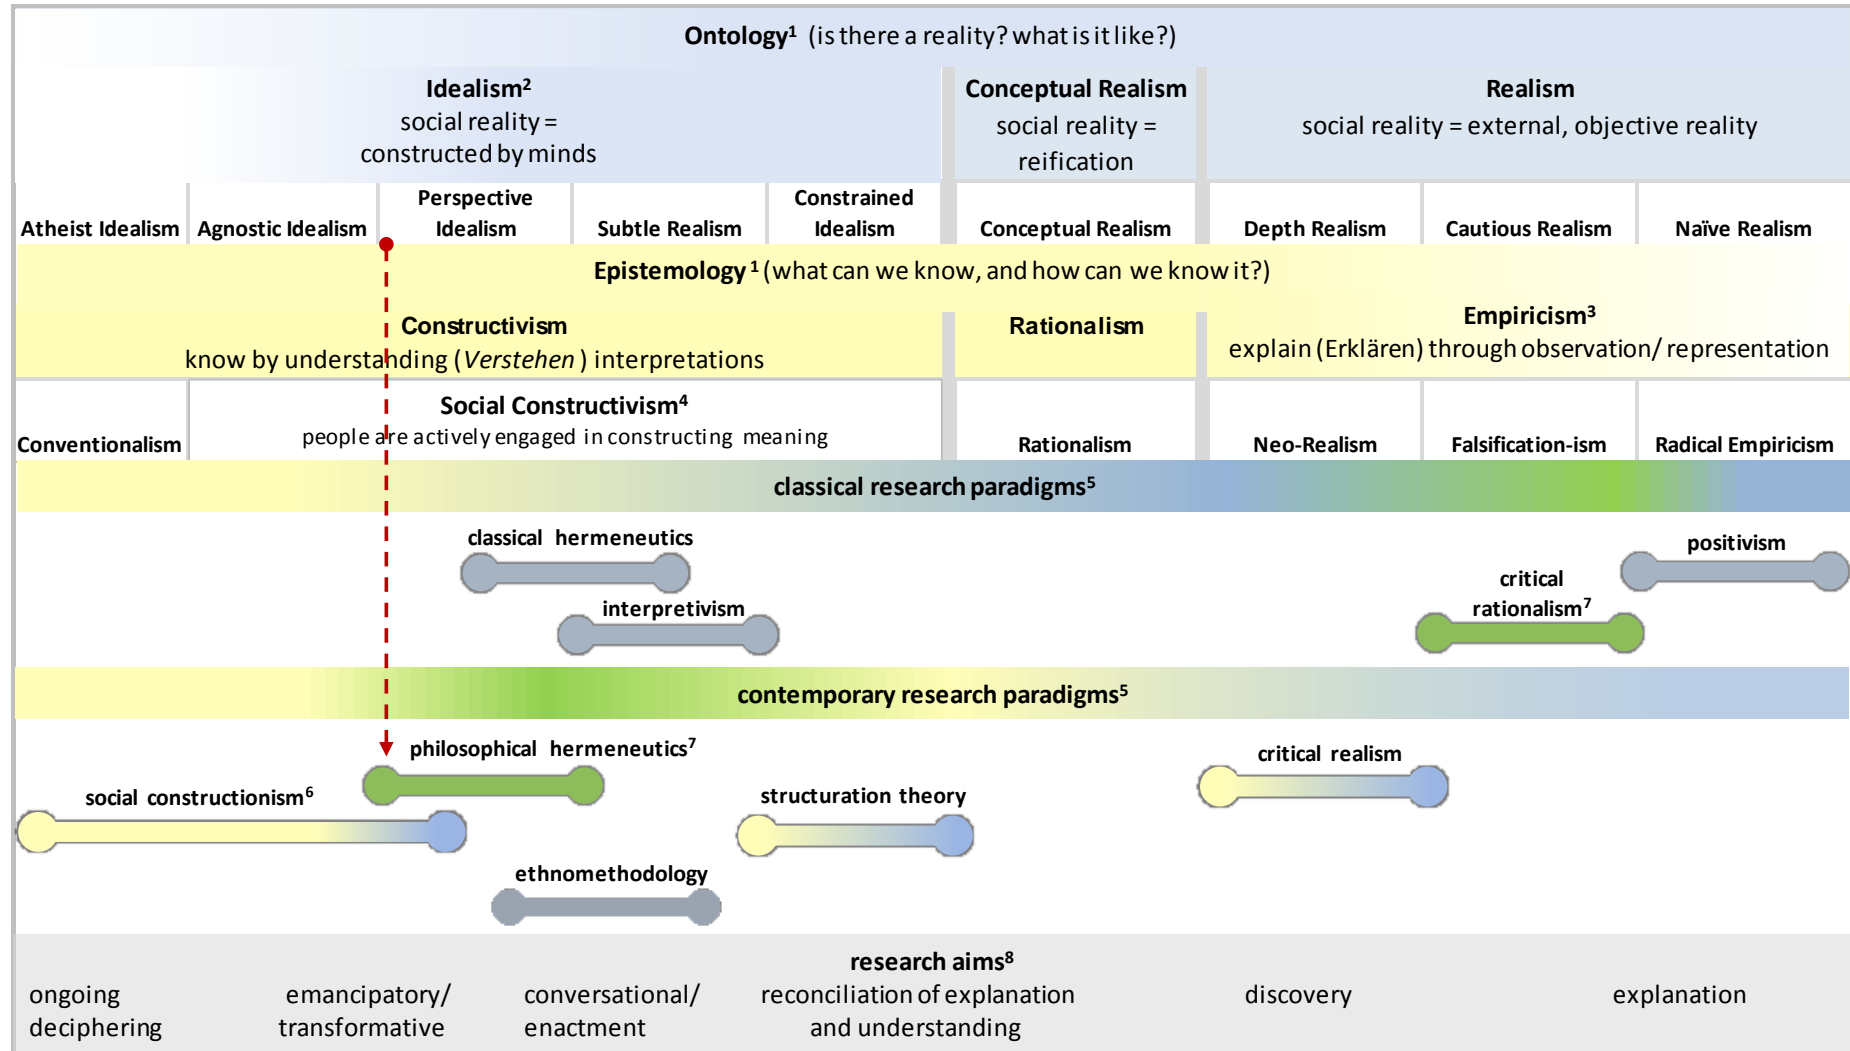 Ontology¹ (is there a reality? what is it like?)
Idealism²
social reality =
constructed by minds
Conceptual Realism
social reality =
reification
Realism
social reality = external, objective reality
Atheist Idealism
Agnostic Idealism
Perspective
Idealism
Subtle Realism
Constrained
Idealism
Conceptual Realism
Depth Realism
Cautious Realism
Naïve Realism
Epistemology¹ (what can we know, and how can we know it?)
Constructivism
know by understanding (Verstehen) interpretations
Rationalism
Empiricism³
explain (Erklären) through observation/ representation
Conventionalism
Social Constructivism⁴
people are actively engaged in constructing meaning
Rationalism
Neo-Realism
Falsification-ism
Radical Empiricism
classical research paradigms⁵
classical hermeneutics
interpretivism
critical
rationalism⁷
positivism
contemporary research paradigms⁵
philosophical hermeneutics⁷
social constructionism⁶
structuration theory
critical realism
ethnomethodology
research aims⁸
ongoing
deciphering
emancipatory/
transformative
conversational/
enactment
reconciliation of explanation
and understanding
discovery
explanation